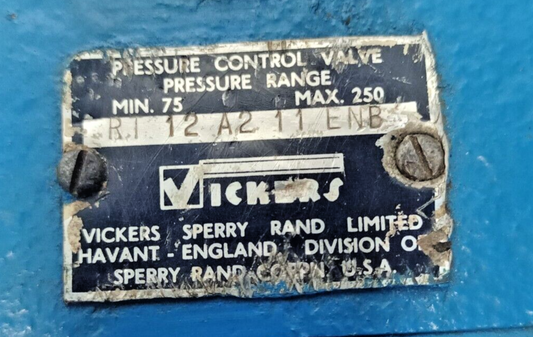 PRESSURE CONTROL VALVE
PRESSURE RANGE
MIN. 75 MAX. 250
RT 12 A2 11 ENB
VICKERS
VICKERS SPERRY RAND LIMITED
HAVANT - ENGLAND DIVISION OF
SPERRY RAND CORPN. U.S.A.